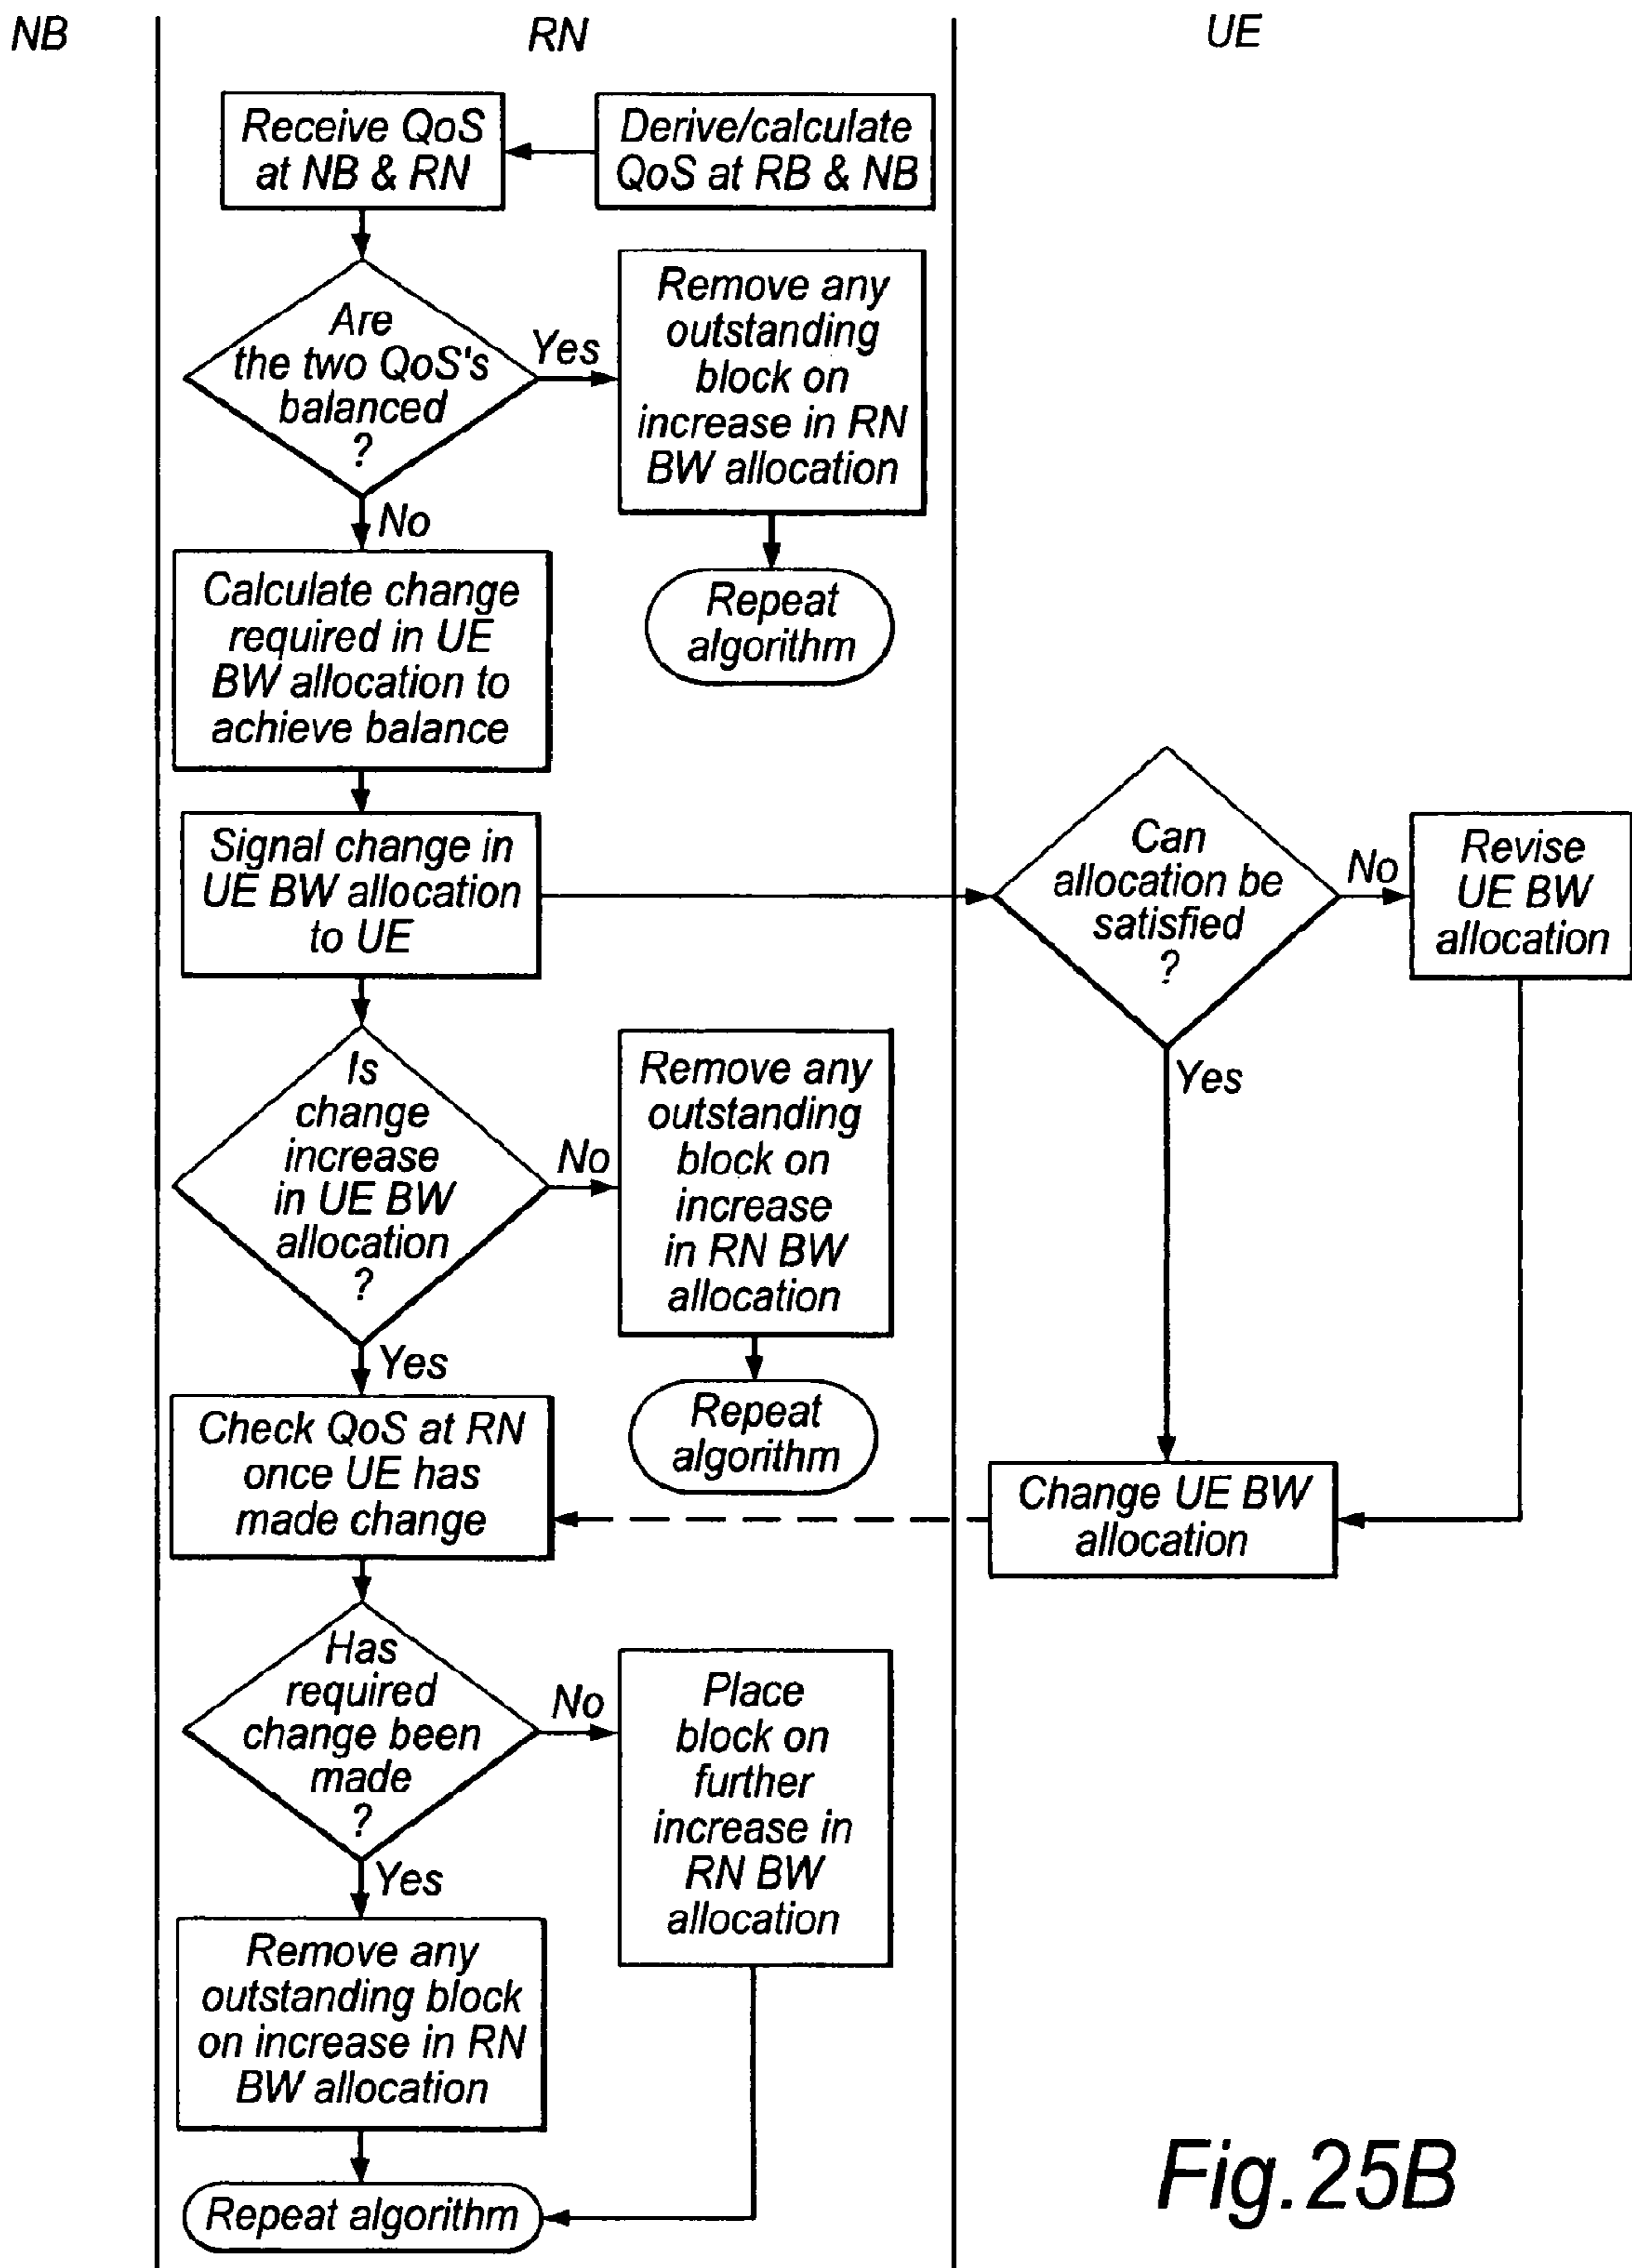 NB
RN
UE
Receive QoS
at NB & RN
Derive/calculate
QoS at RB & NB
Are
the two QoS's
balanced
?
Yes
Remove any
outstanding
block on
increase in RN
BW allocation
Repeat
algorithm
No
Calculate change
required in UE
BW allocation to
achieve balance
Signal change in
UE BW allocation
to UE
Can
allocation be
satisfied
?
No
Revise
UE BW
allocation
Yes
Is
change
increase
in UE BW
allocation
?
No
Remove any
outstanding
block on
increase
in RN BW
allocation
Repeat
algorithm
Yes
Check QoS at RN
once UE has
made change
Change UE BW
allocation
Has
required
change been
made
?
No
Place
block on
further
increase in
RN BW
allocation
Yes
Remove any
outstanding block
on increase in RN
BW allocation
Repeat algorithm
Fig.25B